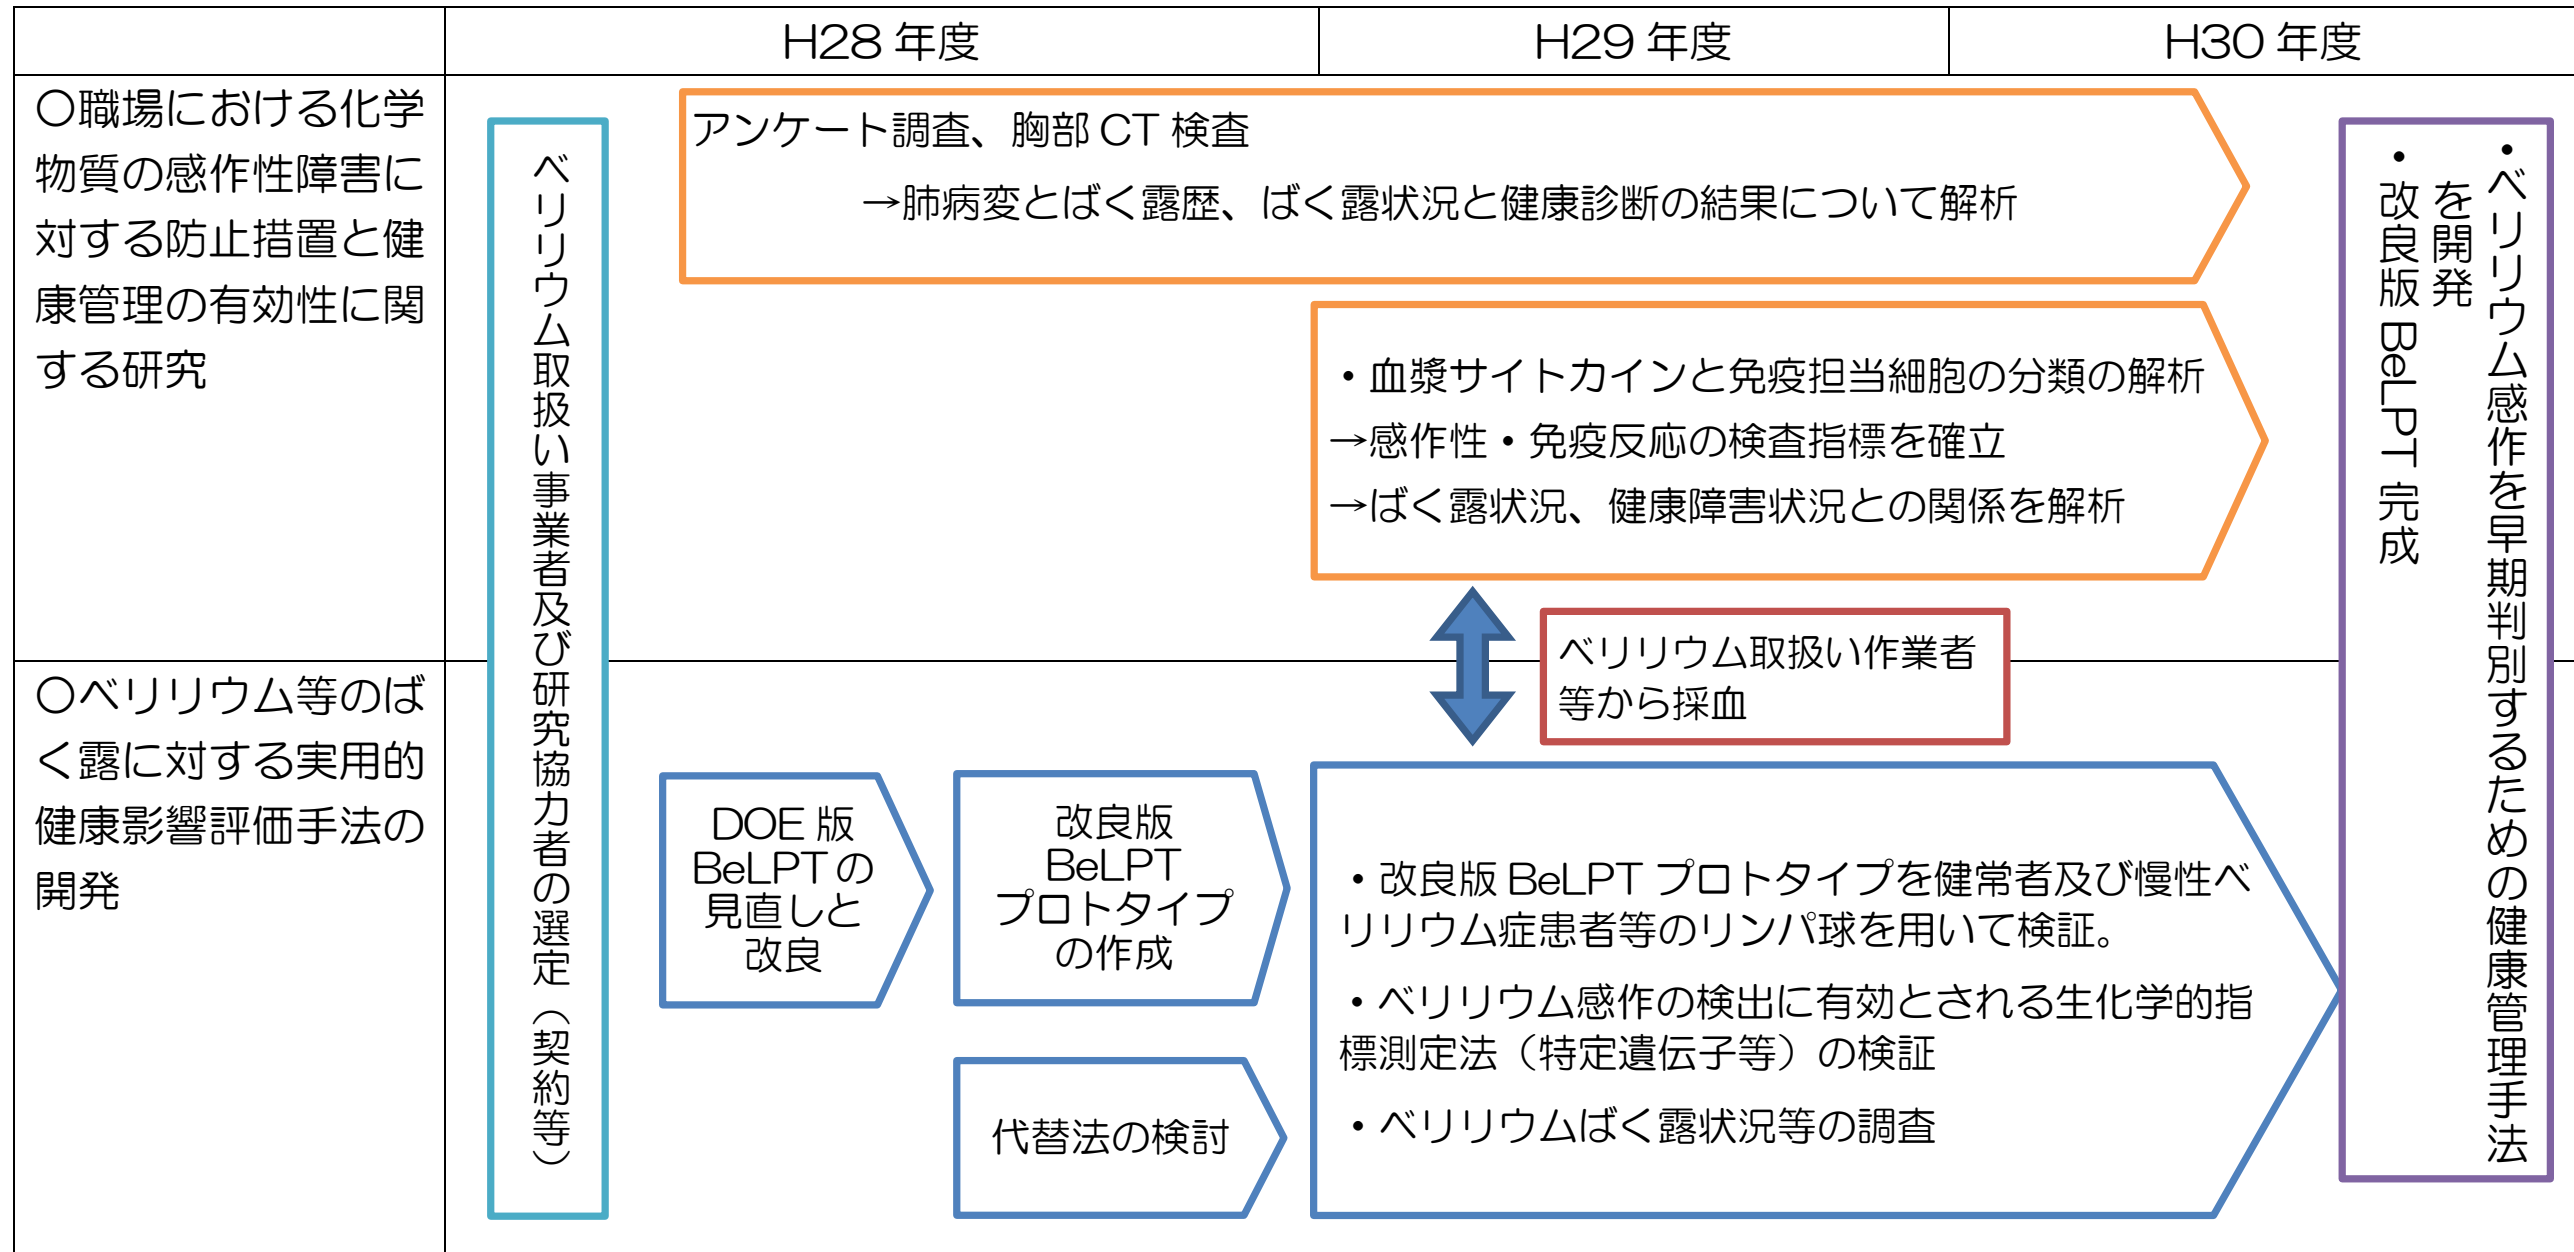 H28 年度
H29 年度
H30 年度
〇職場における化学
物質の感作性障害に
対する防止措置と健
康管理の有効性に関
する研究
ベリリウム取扱い事業者及び研究協力者の選定（契約等）
アンケート調査、胸部 CT 検査
→肺病変とばく露歴、ばく露状況と健康診断の結果について解析
・血漿サイトカインと免疫担当細胞の分類の解析
→感作性・免疫反応の検査指標を確立
→ばく露状況、健康障害状況との関係を解析
ベリリウム取扱い作業者
等から採血
・ベリリウム感作を早期判別するための健康管理手法
を開発
・改良版 BeLPT 完成
〇ベリリウム等のば
く露に対する実用的
健康影響評価手法の
開発
DOE 版
BeLPT の
見直しと
改良
改良版
BeLPT
プロトタイプ
の作成
代替法の検討
・改良版 BeLPT プロトタイプを健常者及び慢性ベ
リリウム症患者等のリンパ球を用いて検証。
・ベリリウム感作の検出に有効とされる生化学的指
標測定法（特定遺伝子等）の検証
・ベリリウムばく露状況等の調査